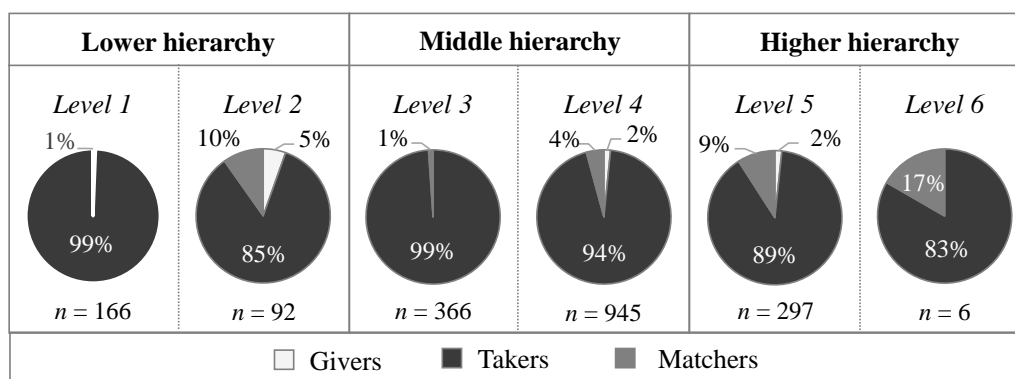 Lower hierarchy Middle hierarchy Higher hierarchy
Level 1 Level 2 Level 3 Level 4 Level 5 Level 6
1% 10% 5% 1% 4% 2% 9% 2% 17%
99% 85% 99% 94% 89% 83%
n = 166 n = 92 n = 366 n = 945 n = 297 n = 6
Givers Takers Matchers